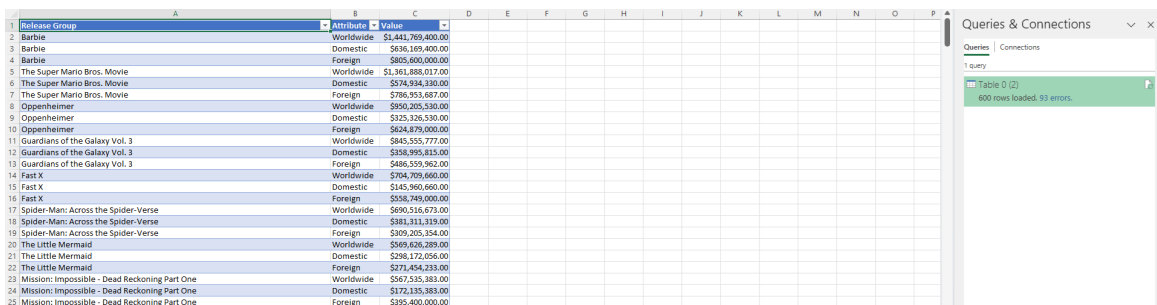 A B C D E F G H I J K L M N O P
1 Release Group Attribute Value
2 Barbie Worldwide $1,441,769,400.00
3 Barbie Domestic $636,169,400.00
4 Barbie Foreign $805,600,000.00
5 The Super Mario Bros. Movie Worldwide $1,361,888,017.00
6 The Super Mario Bros. Movie Domestic $574,934,330.00
7 The Super Mario Bros. Movie Foreign $786,953,687.00
8 Oppenheimer Worldwide $950,205,530.00
9 Oppenheimer Domestic $325,326,530.00
10 Oppenheimer Foreign $624,879,000.00
11 Guardians of the Galaxy Vol. 3 Worldwide $845,555,777.00
12 Guardians of the Galaxy Vol. 3 Domestic $358,995,815.00
13 Guardians of the Galaxy Vol. 3 Foreign $486,559,962.00
14 Fast X Worldwide $704,709,660.00
15 Fast X Domestic $145,960,660.00
16 Fast X Foreign $558,749,000.00
17 Spider-Man: Across the Spider-Verse Worldwide $690,516,673.00
18 Spider-Man: Across the Spider-Verse Domestic $381,311,319.00
19 Spider-Man: Across the Spider-Verse Foreign $309,205,354.00
20 The Little Mermaid Worldwide $569,626,289.00
21 The Little Mermaid Domestic $298,172,056.00
22 The Little Mermaid Foreign $271,454,233.00
23 Mission: Impossible - Dead Reckoning Part One Worldwide $567,535,383.00
24 Mission: Impossible - Dead Reckoning Part One Domestic $172,135,383.00
25 Mission: Impossible - Dead Reckoning Part One Foreign $395,400,000.00
Queries & Connections
Queries Connections
1 query
Table 0 (2)
600 rows loaded. 93 errors.